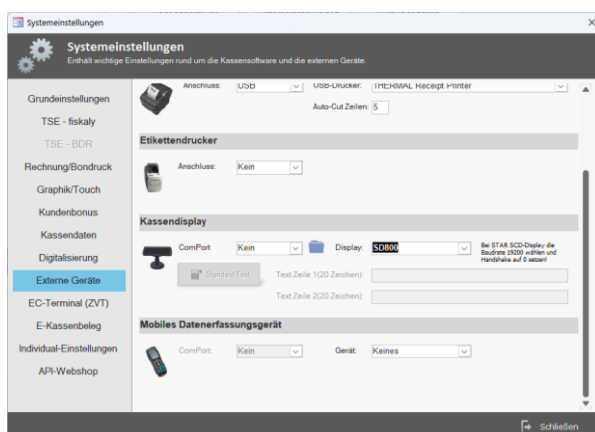 Systemeinstellungen
Systemeinstellungen
Enthält wichtige Einstellungen rund um die Kassensoftware und die externen Geräte.
Grundeinstellungen
TSE - fiskaly
TSE - BDR
Rechnung/Bondruck
Graphik/Touch
Kundenbonus
Kassendaten
Digitalisierung
Externe Geräte
EC-Terminal (ZVT)
E-Kassenbeleg
Individual-Einstellungen
API-Webshop
Anschluss: USB USB-Drucker: THERMAL Receipt Printer
Auto-Cut Zeilen: 5
Etikettendrucker
Anschluss: Kein
Kassendisplay
ComPort Kein Display: SD800
Bei STAR SCD-Display die
Baudrate 19200 wählen und
Handshake auf 0 setzen!
Standard-Text Text Zeile 1(20 Zeichen):
Text Zeile 2(20 Zeichen):
Mobiles Datenerfassungsgerät
ComPort: Kein Gerät: Keines
Schließen